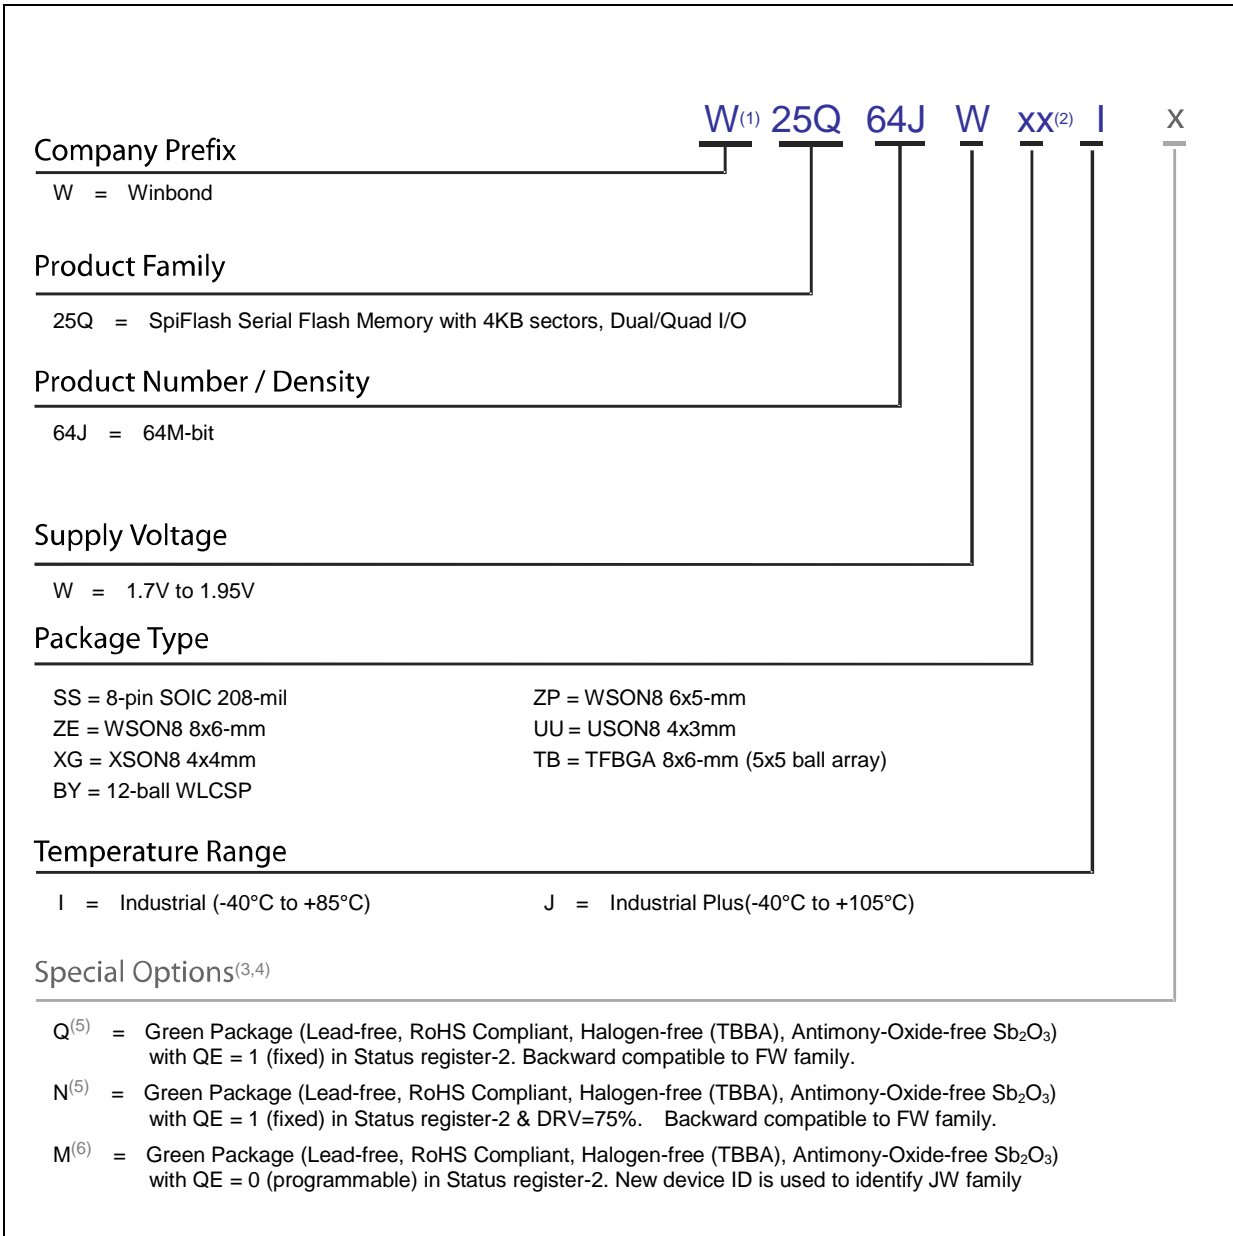 W(1) 25Q 64J W xx(2) I x
Company Prefix
W = Winbond
Product Family
25Q = SpiFlash Serial Flash Memory with 4KB sectors, Dual/Quad I/O
Product Number / Density
64J = 64M-bit
Supply Voltage
W = 1.7V to 1.95V
Package Type
SS = 8-pin SOIC 208-mil ZP = WSON8 6x5-mm
ZE = WSON8 8x6-mm UU = USON8 4x3mm
XG = XSON8 4x4mm TB = TFBGA 8x6-mm (5x5 ball array)
BY = 12-ball WLCSP
Temperature Range
I = Industrial (-40°C to +85°C) J = Industrial Plus(-40°C to +105°C)
Special Options(3,4)
Q(5) = Green Package (Lead-free, RoHS Compliant, Halogen-free (TBBA), Antimony-Oxide-free Sb₂O₃)
with QE = 1 (fixed) in Status register-2. Backward compatible to FW family.
N(5) = Green Package (Lead-free, RoHS Compliant, Halogen-free (TBBA), Antimony-Oxide-free Sb₂O₃)
with QE = 1 (fixed) in Status register-2 & DRV=75%. Backward compatible to FW family.
M(6) = Green Package (Lead-free, RoHS Compliant, Halogen-free (TBBA), Antimony-Oxide-free Sb₂O₃)
with QE = 0 (programmable) in Status register-2. New device ID is used to identify JW family